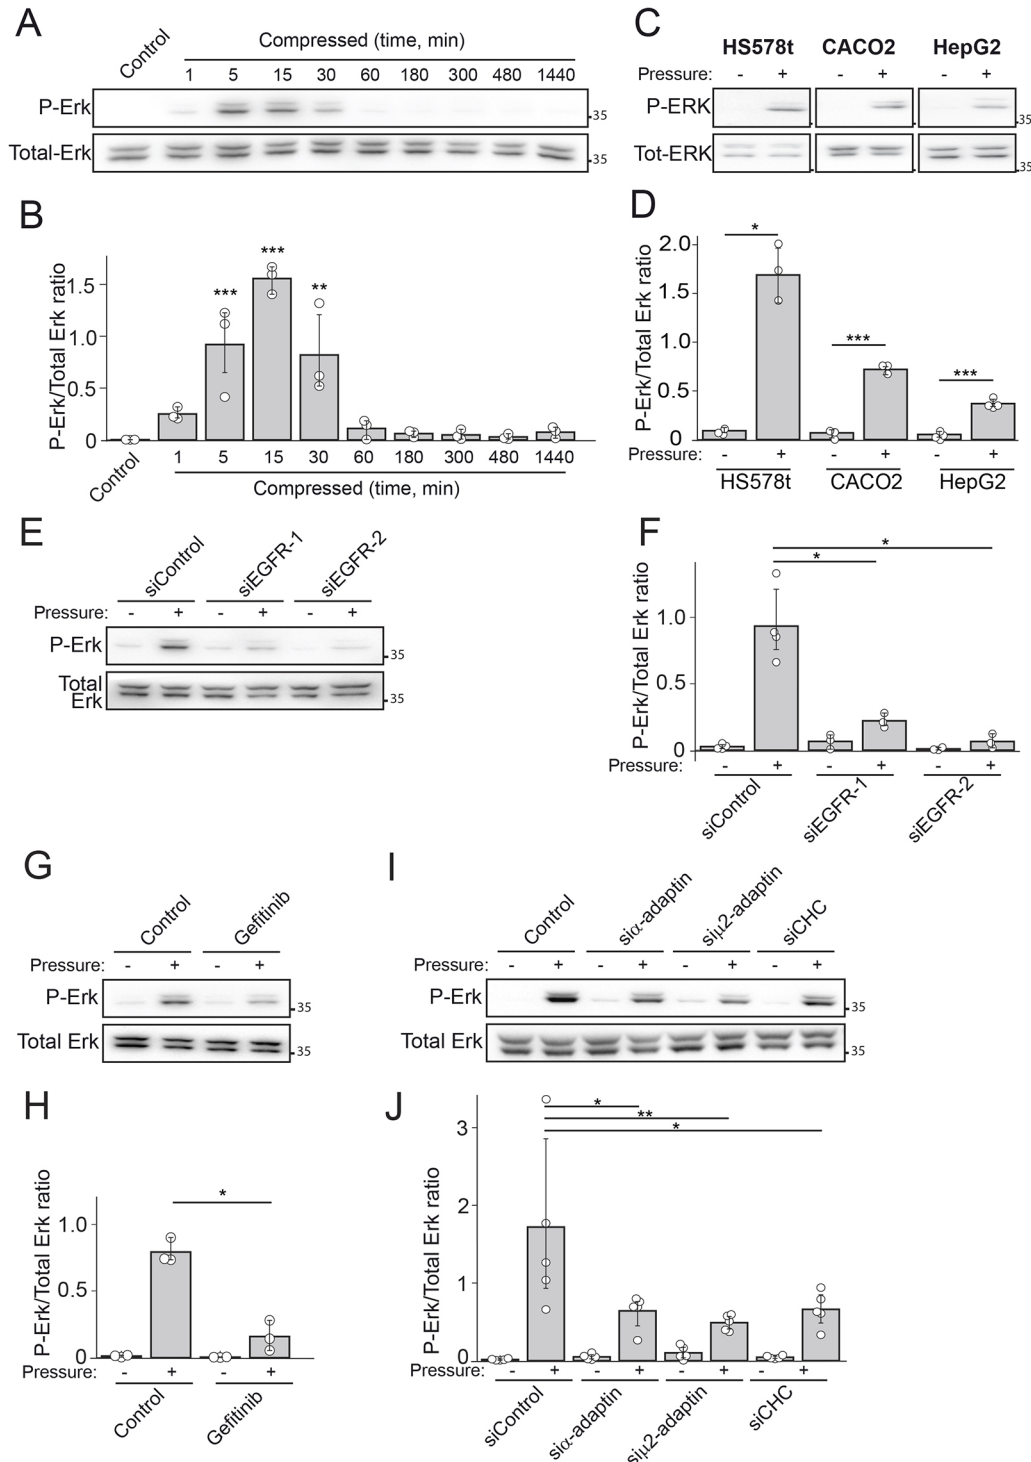 A
Control
Compressed (time, min)
1 5 15 30 60 180 300 480 1440
P-Erk
35
Total-Erk
35
B
P-Erk/Total Erk ratio
1.5
1.0
0.5
0
*** *** **
Control
1 5 15 30 60 180 300 480 1440
Compressed (time, min)
C
HS578t CACO2 HepG2
Pressure: - + - + - +
P-ERK
35
Tot-ERK
35
D
P-Erk/Total Erk ratio
2.0
1.5
1.0
0.5
0
* *** ***
Pressure: - + - + - +
HS578t CACO2 HepG2
E
siControl siEGFR-1 siEGFR-2
Pressure: - + - + - +
P-Erk
35
Total
Erk
35
F
P-Erk/Total Erk ratio
1.0
0.5
0
*
*
Pressure: - + - + - +
siControl siEGFR-1 siEGFR-2
G
Control Gefitinib
Pressure: - + - +
P-Erk
35
Total Erk
35
H
P-Erk/Total Erk ratio
1.0
0.5
0
*
Pressure: - + - +
Control Gefitinib
I
Control siα-adaptin siμ2-adaptin siCHC
Pressure: - + - + - + - +
P-Erk
35
Total Erk
35
J
P-Erk/Total Erk ratio
3
2
1
0
*
**
*
Pressure: - + - + - + - +
siControl siα-adaptin siμ2-adaptin siCHC